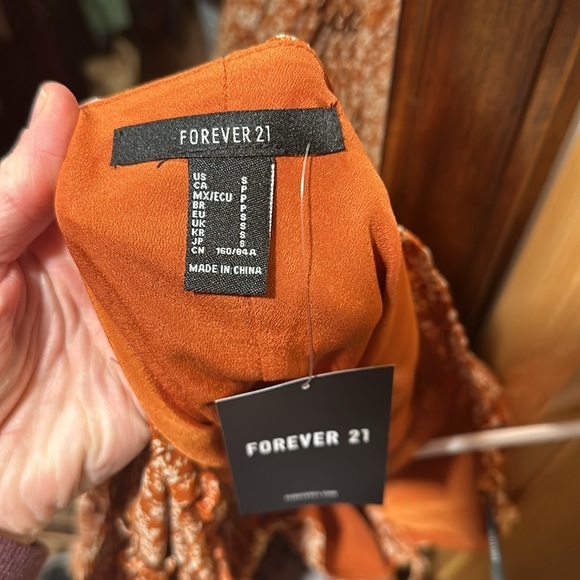 FOREVER 21
US S
CA P
MX/ECU P
BR P
EU S
UK S
KR S
JP S
CN 160/84A
MADE IN CHINA
FOREVER 21